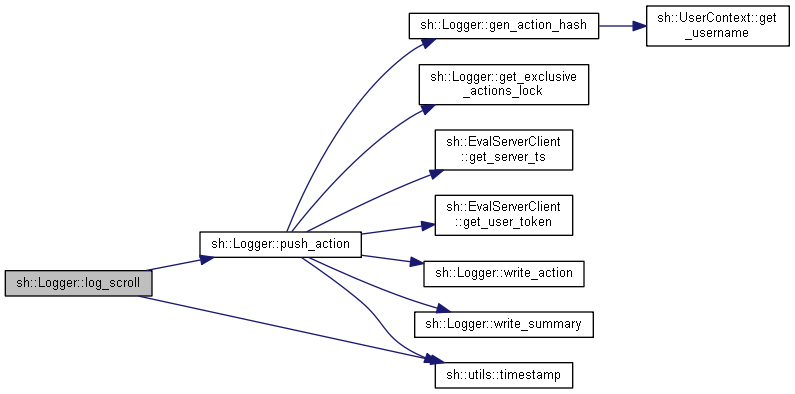 sh::Logger::gen_action_hash
sh::UserContext::get
_username
sh::Logger::get_exclusive
_actions_lock
sh::EvalServerClient
::get_server_ts
sh::EvalServerClient
::get_user_token
sh::Logger::push_action
sh::Logger::write_action
sh::Logger::log_scroll
sh::Logger::write_summary
sh::utils::timestamp